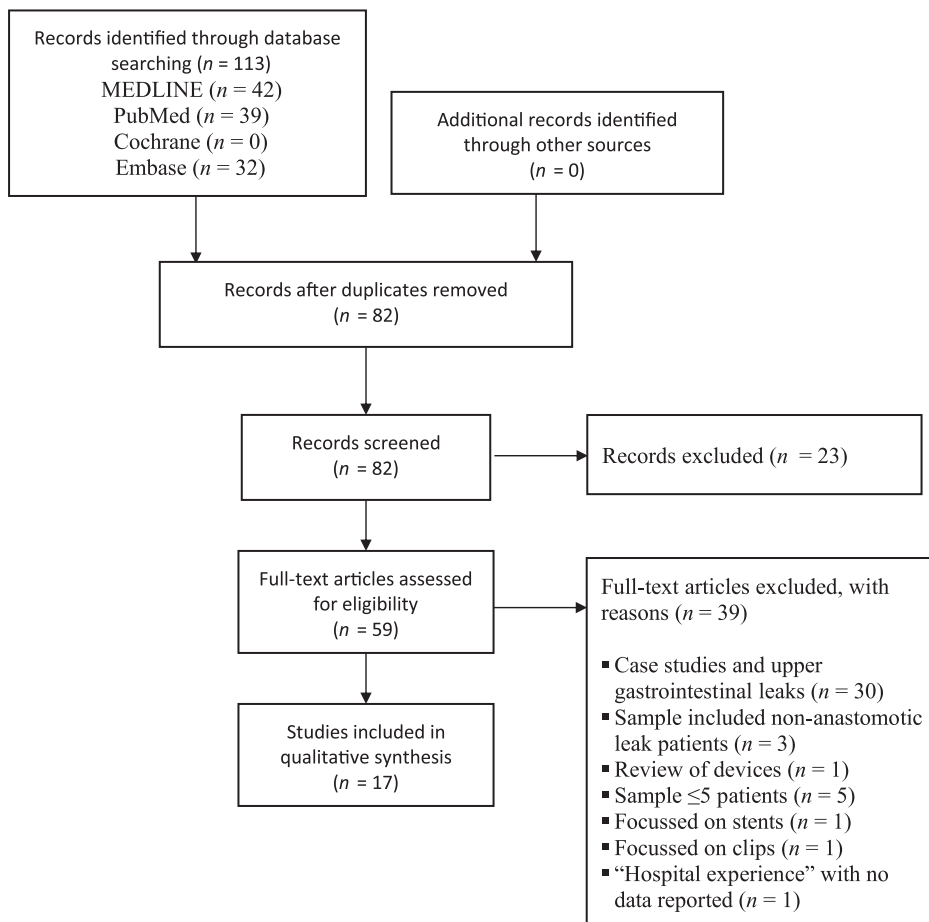 Records identified through database
searching (n = 113)
MEDLINE (n = 42)
PubMed (n = 39)
Cochrane (n = 0)
Embase (n = 32)
Additional records identified
through other sources
(n = 0)
Records after duplicates removed
(n = 82)
Records screened
(n = 82)
Records excluded (n = 23)
Full-text articles assessed
for eligibility
(n = 59)
Full-text articles excluded, with
reasons (n = 39)
▪ Case studies and upper
gastrointestinal leaks (n = 30)
▪ Sample included non-anastomotic
leak patients (n = 3)
▪ Review of devices (n = 1)
▪ Sample ≤5 patients (n = 5)
▪ Focussed on stents (n = 1)
▪ Focussed on clips (n = 1)
▪ “Hospital experience” with no
data reported (n = 1)
Studies included in
qualitative synthesis
(n = 17)